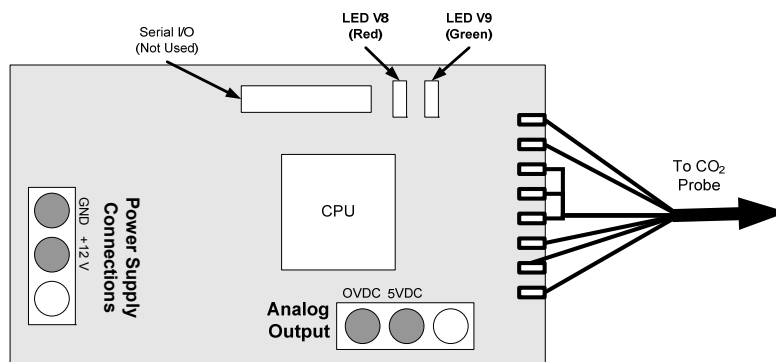 Serial I/O
(Not Used)
LED V8
(Red)
LED V9
(Green)
To CO₂
Probe
CPU
Power Supply
Connections
GND +12 V
OVDC 5VDC
Analog
Output